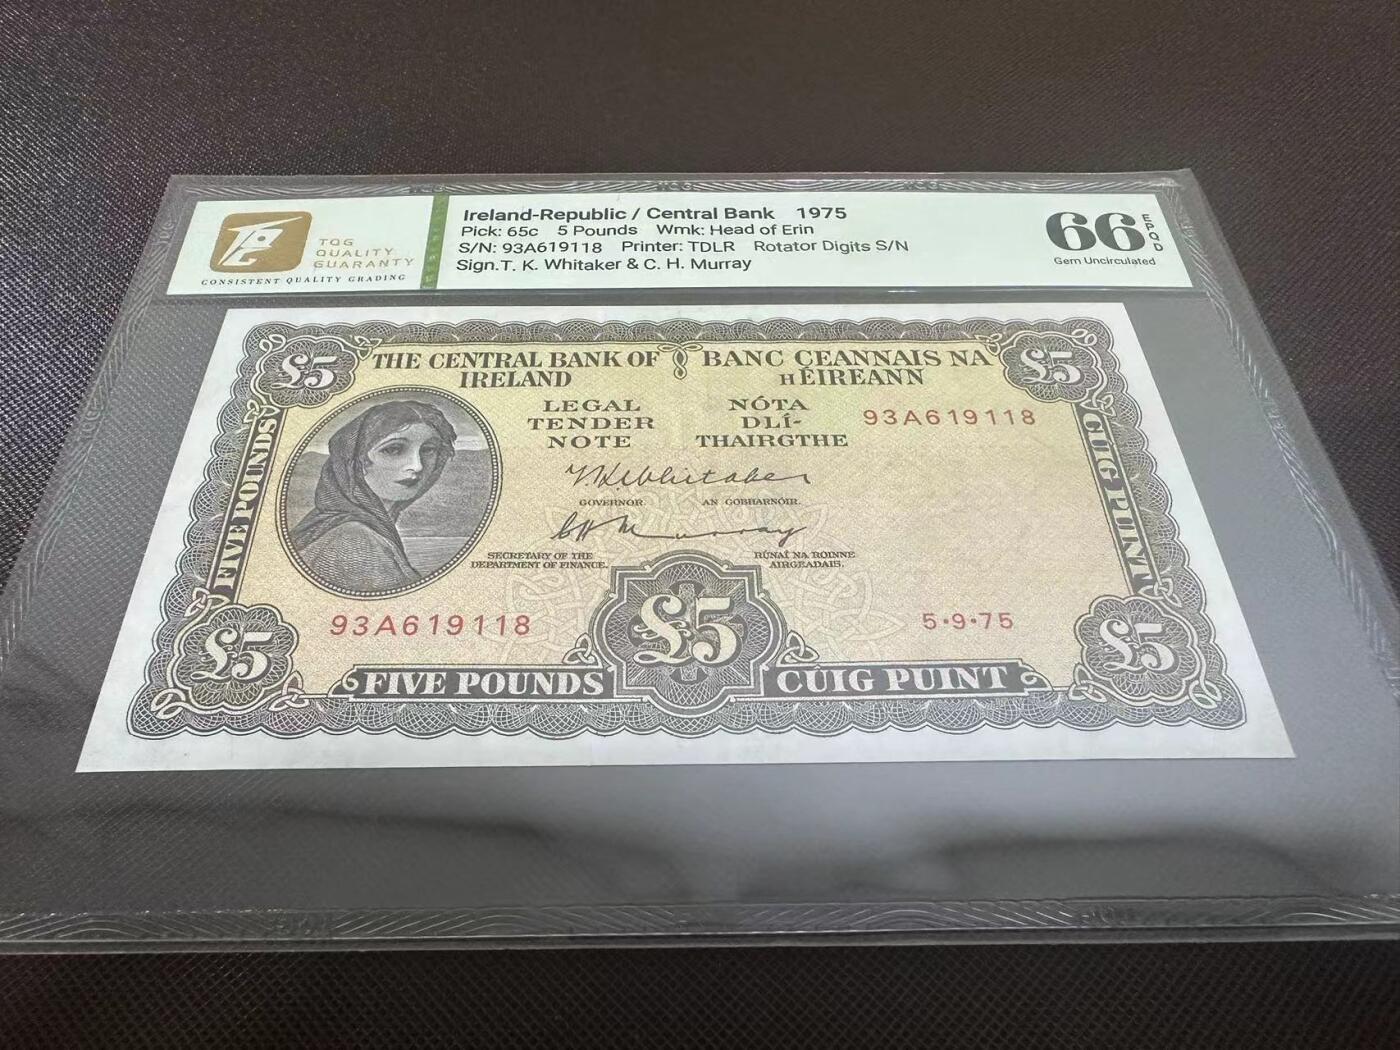 TQG
QUALITY
GUARANTY
CONSISTENT QUALITY GRADING
Ireland-Republic / Central Bank 1975
Pick: 65c 5 Pounds Wmk: Head of Erin
S/N: 93A619118 Printer: TDLR Rotator Digits S/N
Sign.T. K. Whitaker & C. H. Murray
66
EPQD
Gem Uncirculated
£5
THE CENTRAL BANK OF
IRELAND
BANC CEANNAIS NA
hÉIREANN
£5
LEGAL
TENDER
NOTE
NÓTA
DLÍ-
THAIRGTHE
93A619118
FIVE POUNDS
CÚIG PUINT
T.K. Whitaker
GOVERNOR.
AN GOBHARNÓIR.
C H Murray
SECRETARY OF THE
DEPARTMENT OF FINANCE.
RÚNAÍ NA ROINNE
AIRGEADAIS.
93A619118
£5
5•9•75
£5
£5
FIVE POUNDS
CÚIG PUINT